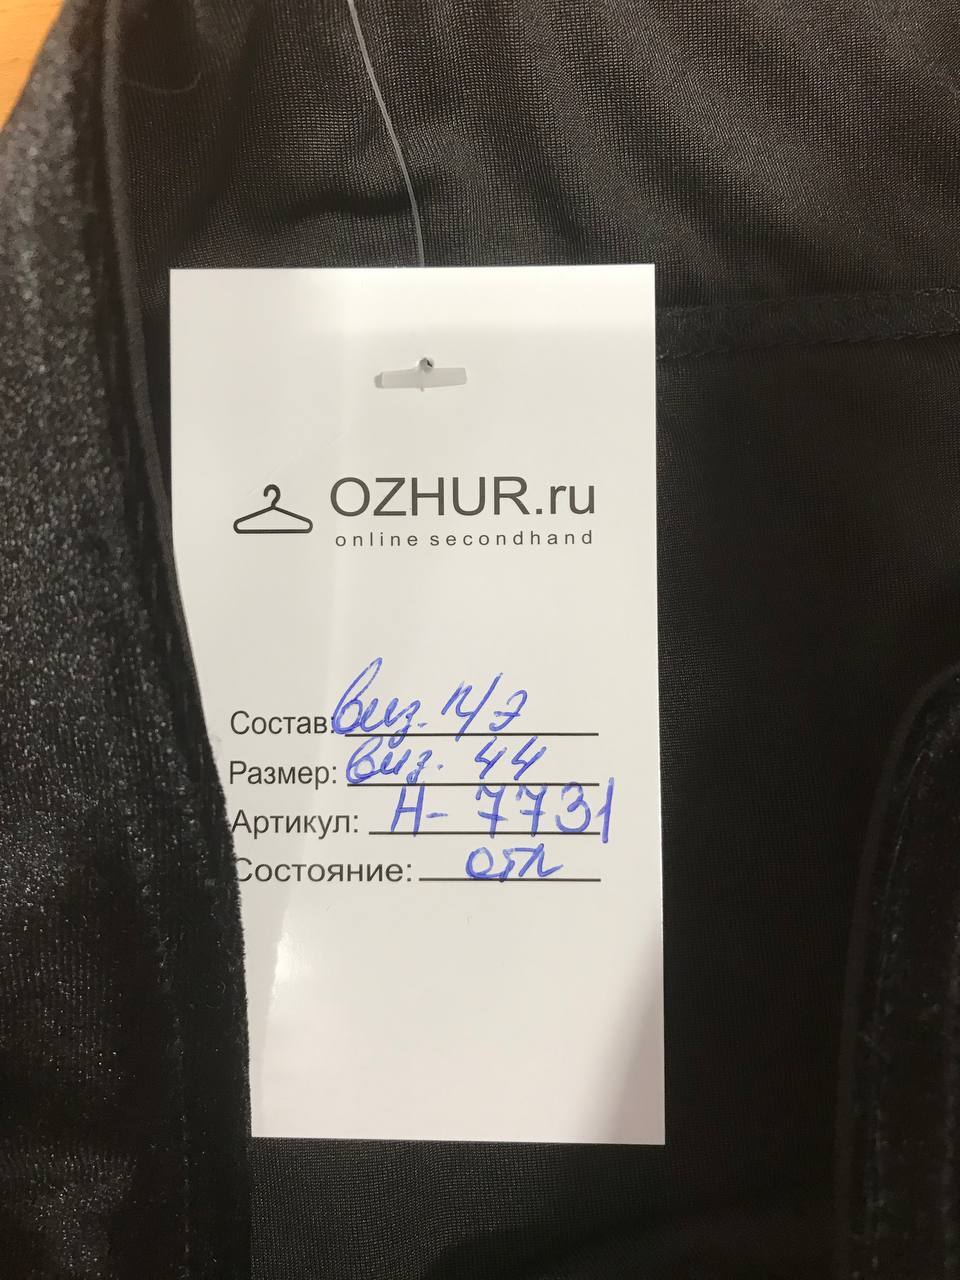 OZHUR.ru
online secondhand
Состав: виз. п/э
Размер: виз. 44
Артикул: Н-7731
Состояние: отл